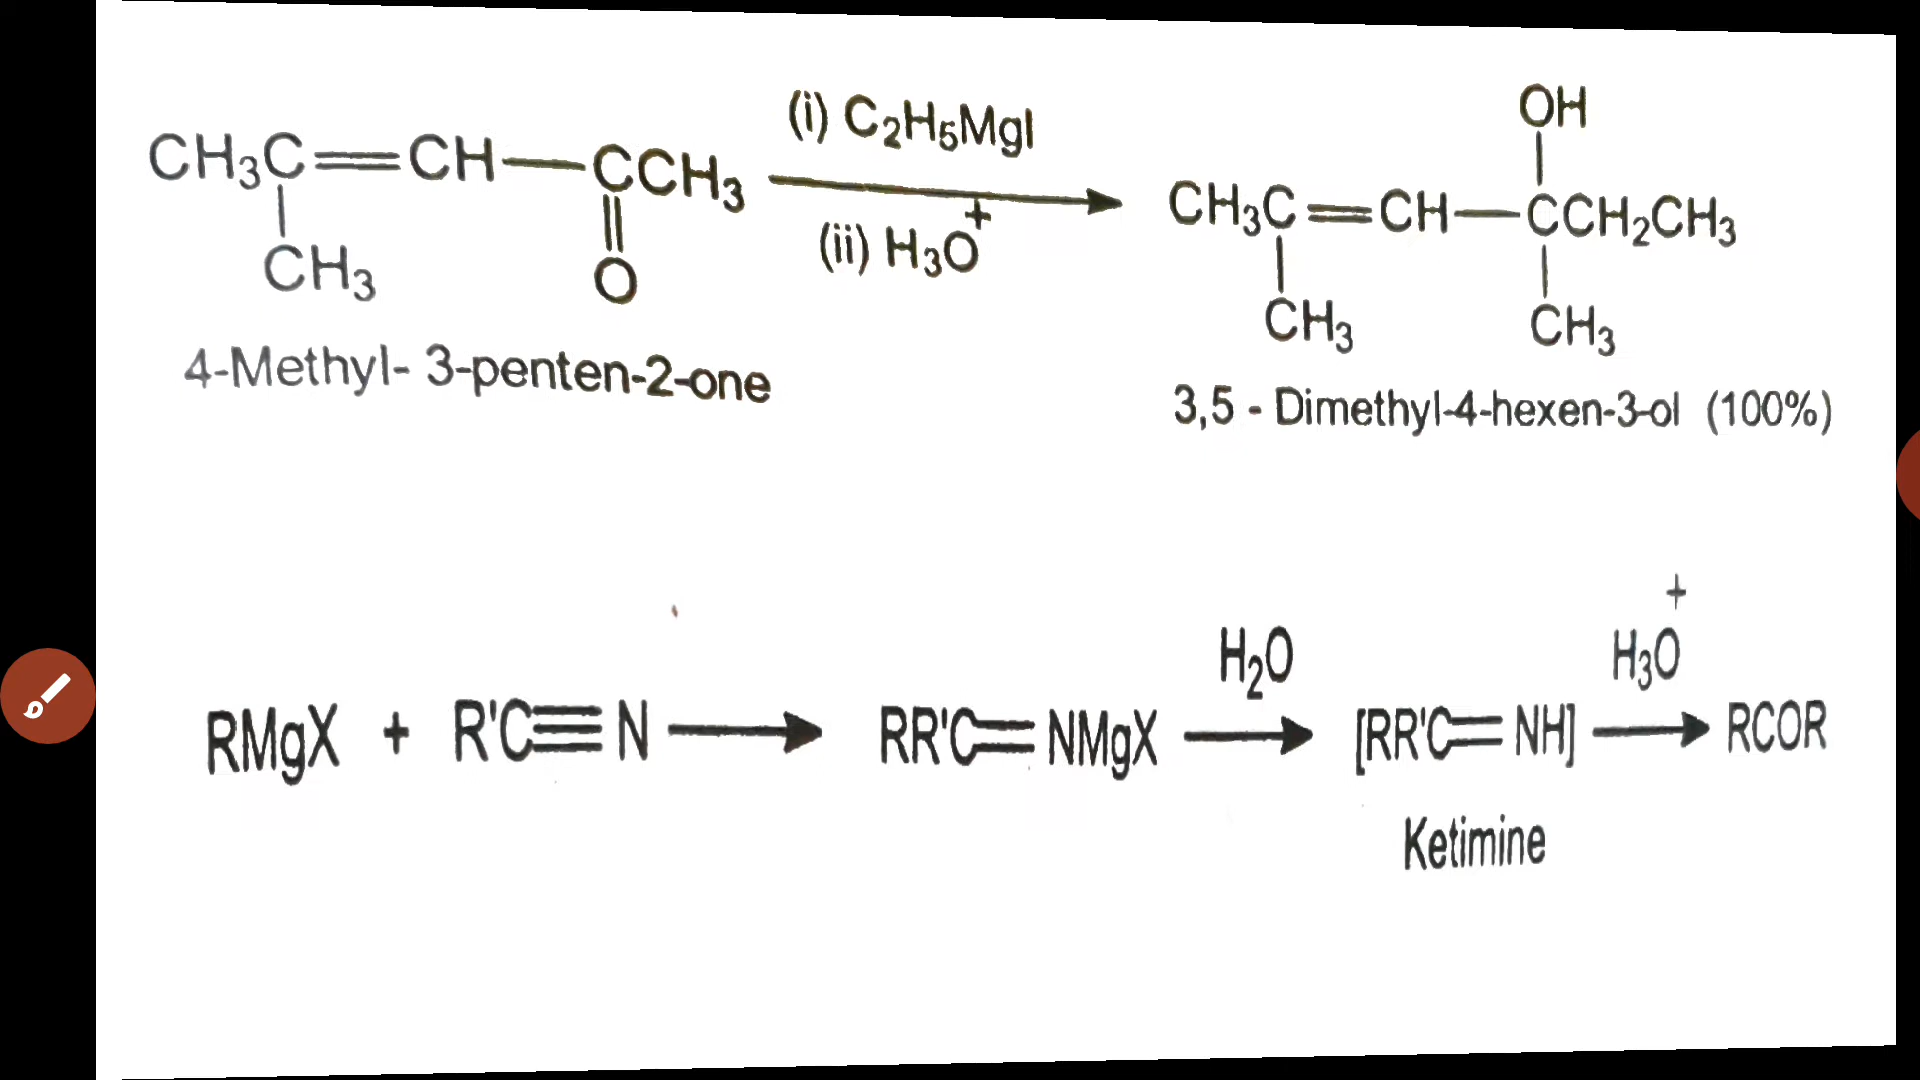 (i) C₂H₅MgI
CH₃C=CH—CCH₃
(ii) H₃O⁺
CH₃
O
4-Methyl- 3-penten-2-one
OH
CH₃C=CH—CCH₂CH₃
CH₃ CH₃
3,5 - Dimethyl-4-hexen-3-ol (100%)
H₂O H₃O⁺
RMgX + R'C≡N → RR'C=NMgX → [RR'C=NH] → RCOR
Ketimine